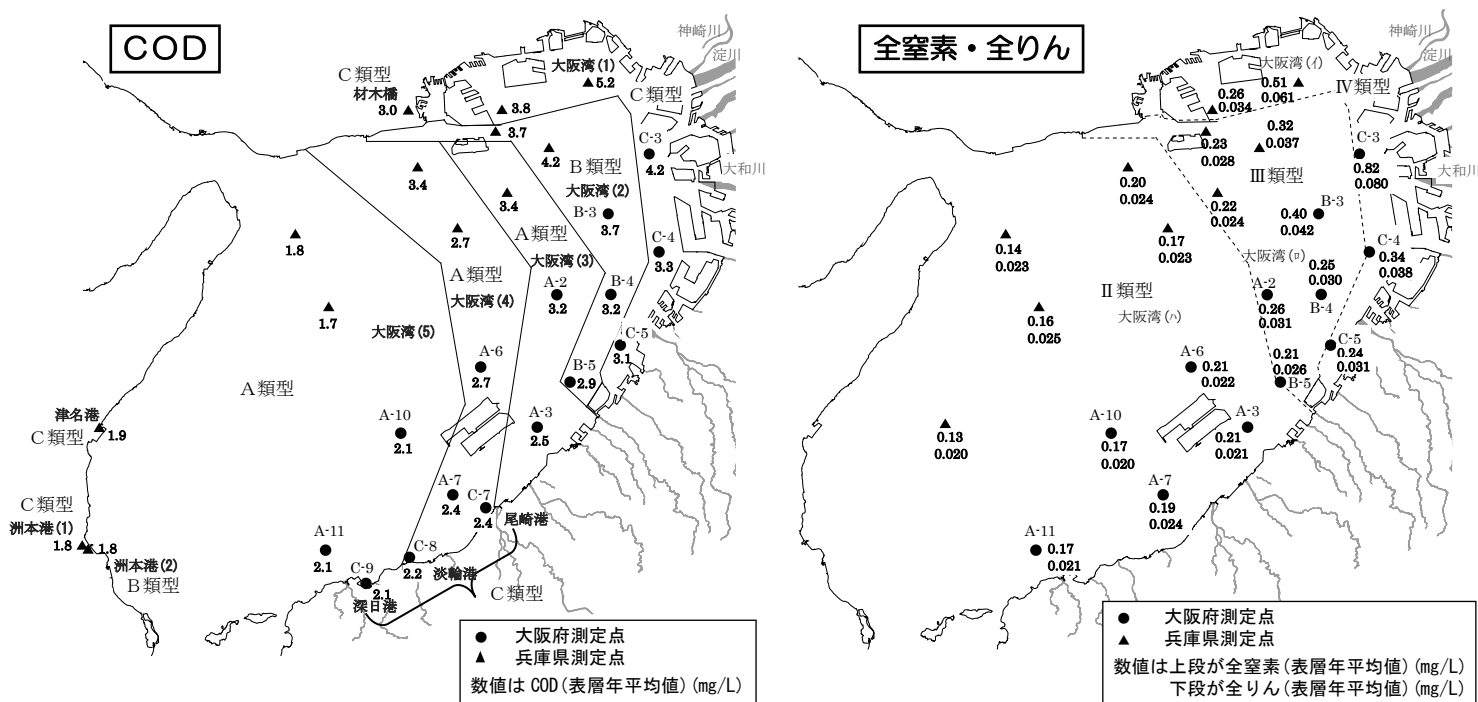 COD
神崎川
淀川
大和川
大阪湾(1)
5.2
C類型
C類型
材木橋
3.0
3.8
3.7
4.2
B類型
C-3
4.2
3.4
3.4
大阪湾(2)
B-3
3.7
1.8
2.7
A類型
C-4
3.3
大阪湾(3)
A類型
A-2
3.2
B-4
3.2
大阪湾(4)
1.7
大阪湾(5)
C-5
3.1
A-6
2.7
B-5
2.9
A類型
津名港
1.9
C類型
A-10
2.1
A-3
2.5
A-7
2.4
C-7
2.4
C類型
洲本港(1)
1.8
1.8
洲本港(2)
B類型
尾崎港
A-11
2.1
C-8
2.2
淡輪港
C-9
2.1
深日港
C類型
● 大阪府測定点
▲ 兵庫県測定点
数値は COD(表層年平均値)(mg/L)
全窒素・全りん
神崎川
淀川
大和川
大阪湾(イ)
0.51
0.061
Ⅳ類型
0.26
0.034
0.32
0.037
0.23
0.028
C-3
0.82
0.080
Ⅲ類型
0.20
0.024
0.22
0.024
B-3
0.40
0.042
0.14
0.023
0.17
0.023
C-4
0.34
0.038
大阪湾(ロ)
0.25
0.030
B-4
A-2
0.26
0.031
Ⅱ類型
大阪湾(ハ)
0.16
0.025
C-5
0.24
0.031
A-6
0.21
0.022
0.21
0.026
B-5
0.13
0.020
A-10
0.17
0.020
A-3
0.21
0.021
A-7
0.19
0.024
A-11
0.17
0.021
● 大阪府測定点
▲ 兵庫県測定点
数値は上段が全窒素(表層年平均値)(mg/L)
下段が全りん(表層年平均値)(mg/L)